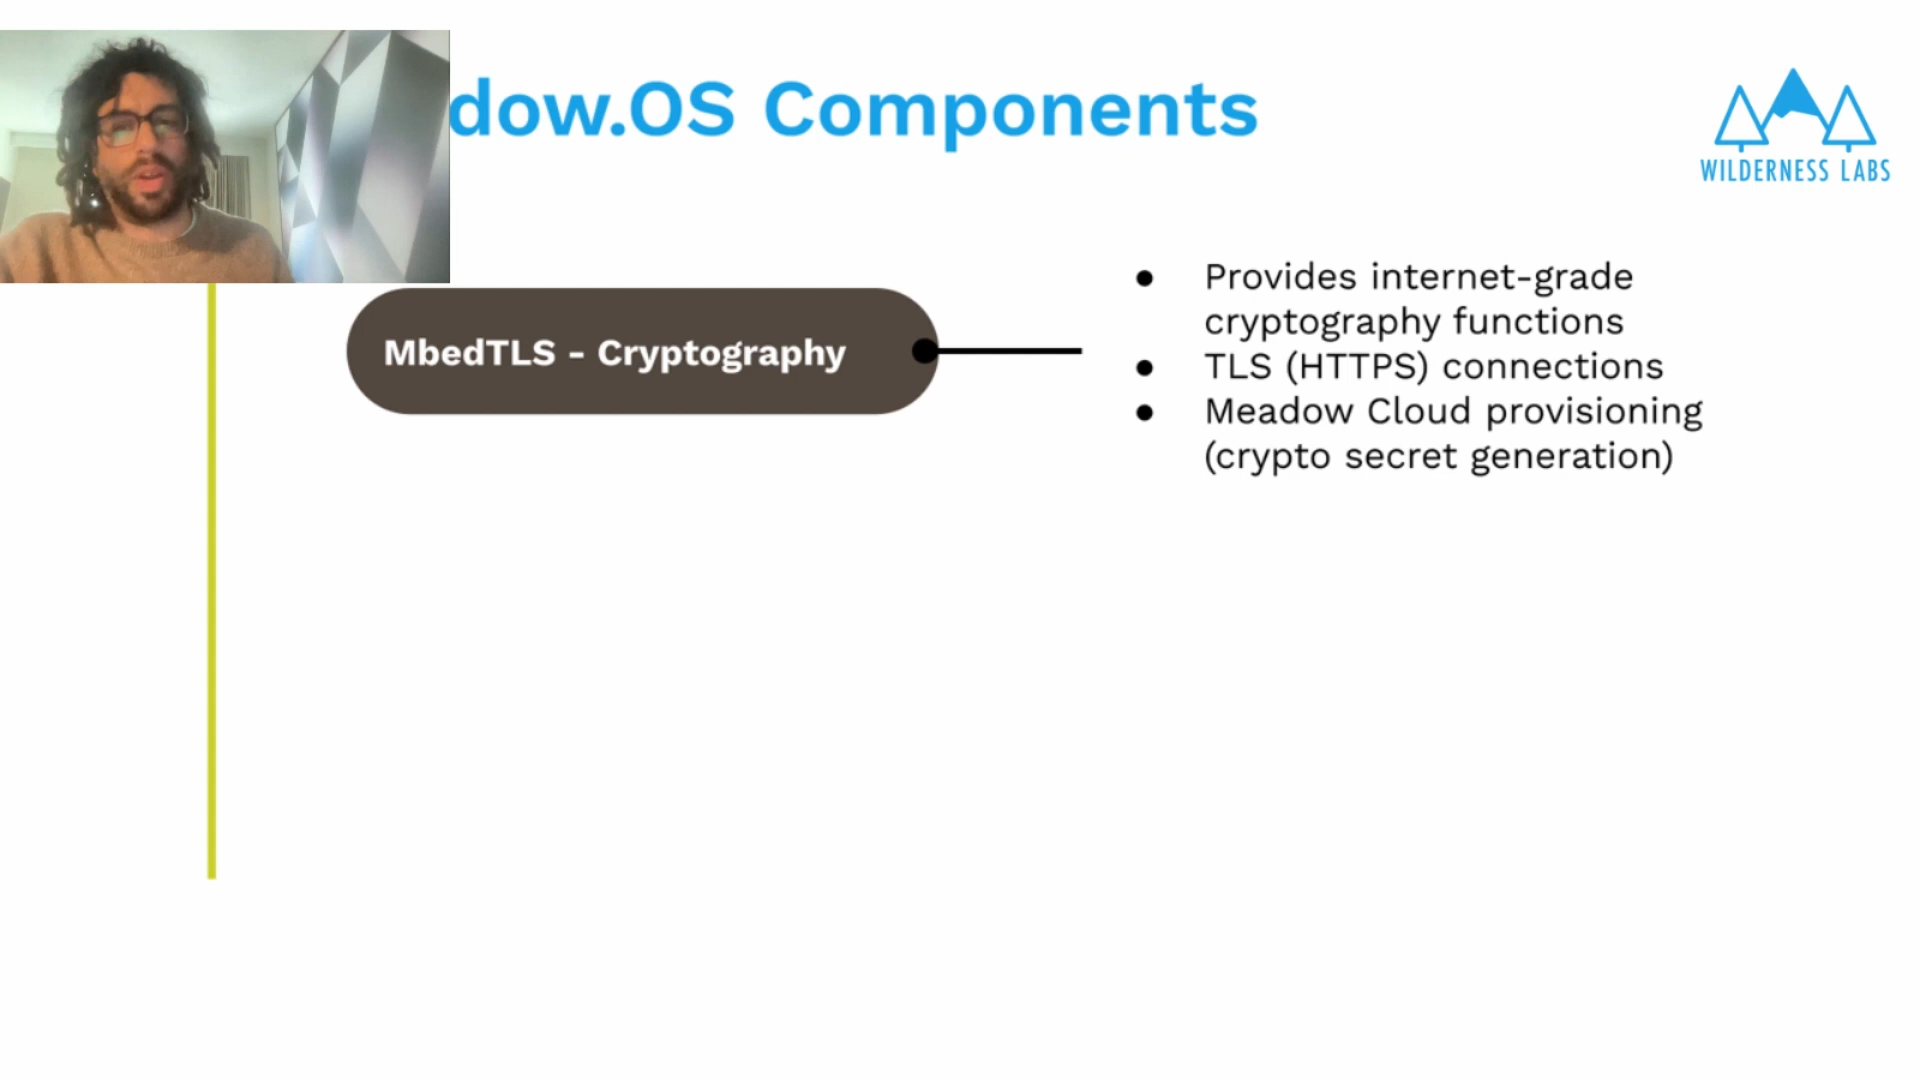 dow.OS Components
WILDERNESS LABS
MbedTLS - Cryptography
● Provides internet-grade
cryptography functions
● TLS (HTTPS) connections
● Meadow Cloud provisioning
(crypto secret generation)